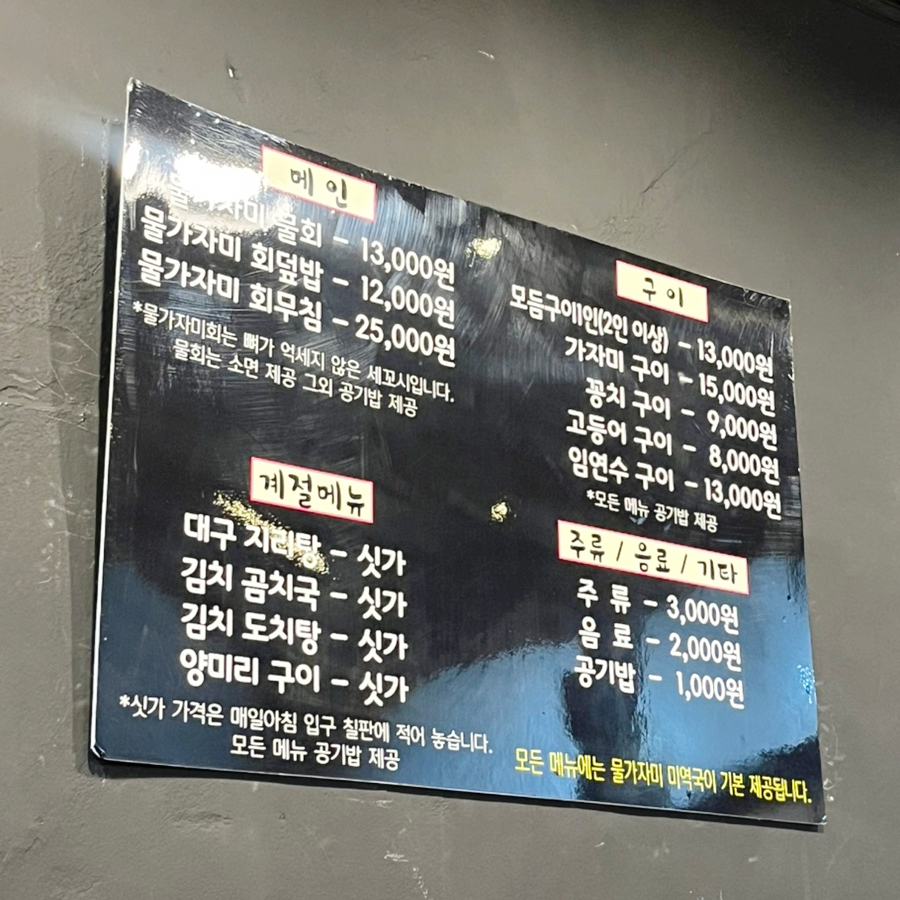 메인
물가자미 물회 - 13,000원
물가자미 회덮밥 - 12,000원
물가자미 회무침 - 25,000원
*물가자미회는 뼈가 억세지 않은 세꼬시입니다.
물회는 소면 제공 그외 공기밥 제공
계절메뉴
대구 지리탕 - 싯가
김치 곰치국 - 싯가
김치 도치탕 - 싯가
양미리 구이 - 싯가
*싯가 가격은 매일아침 입구 칠판에 적어 놓습니다.
모든 메뉴 공기밥 제공
구이
모듬구이1인(2인 이상) - 13,000원
가자미 구이 - 15,000원
꽁치 구이 - 9,000원
고등어 구이 - 8,000원
임연수 구이 - 13,000원
*모든 메뉴 공기밥 제공
주류 / 음료 / 기타
주 류 - 3,000원
음 료 - 2,000원
공기밥 - 1,000원
모든 메뉴에는 물가자미 미역국이 기본 제공됩니다.